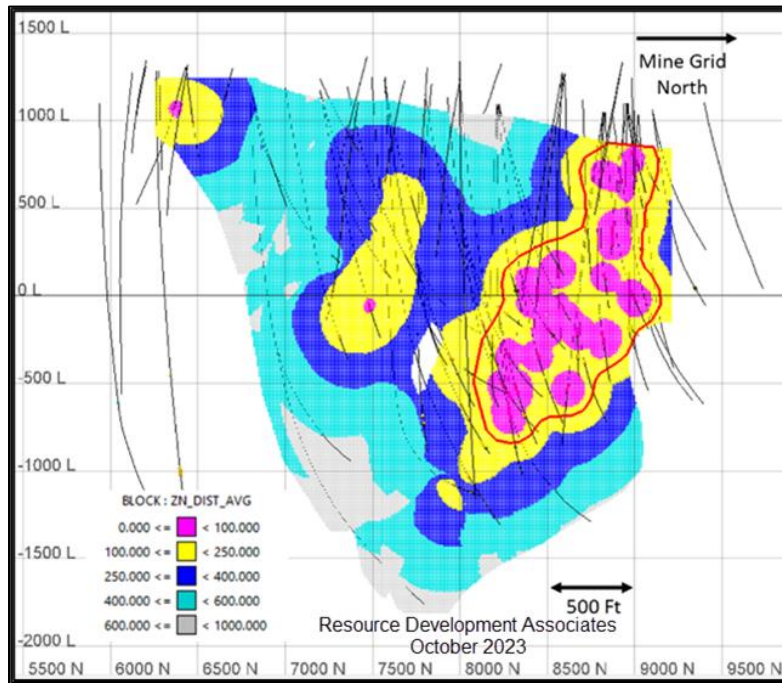 1500 L
Mine Grid
North
1000 L
500 L
0 L
-500 L
-1000 L
BLOCK : ZN_DIST_AVG
0.000 <= < 100.000
100.000 <= < 250.000
250.000 <= < 400.000
400.000 <= < 600.000
600.000 <= < 1000.000
-1500 L
500 Ft
Resource Development Associates
October 2023
-2000 L
5500 N 6000 N 6500 N 7000 N 7500 N 8000 N 8500 N 9000 N 9500 N